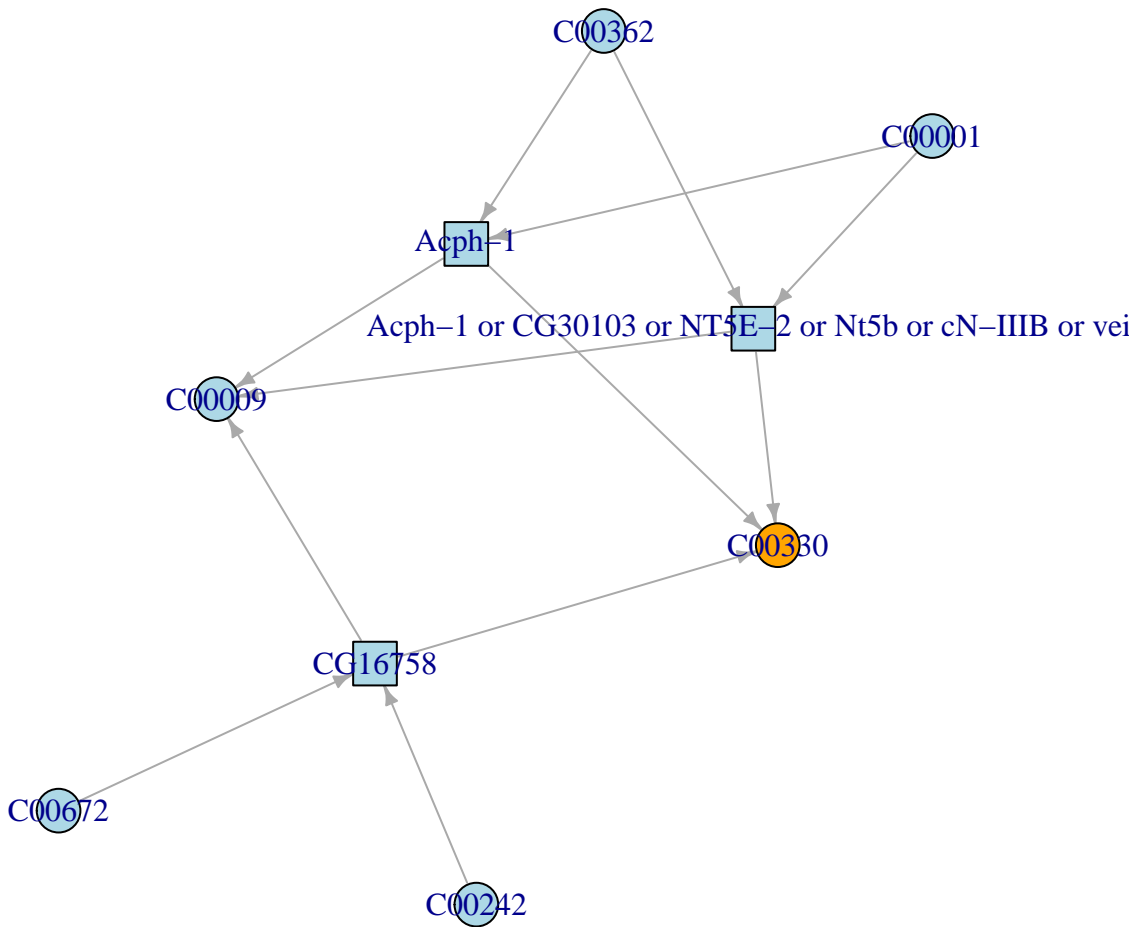 C00362
C00001
Acph−1
Acph−1 or CG30103 or NT5E−2 or Nt5b or cN−IIIB or vei
C00009
C00330
CG16758
C00672
C00242